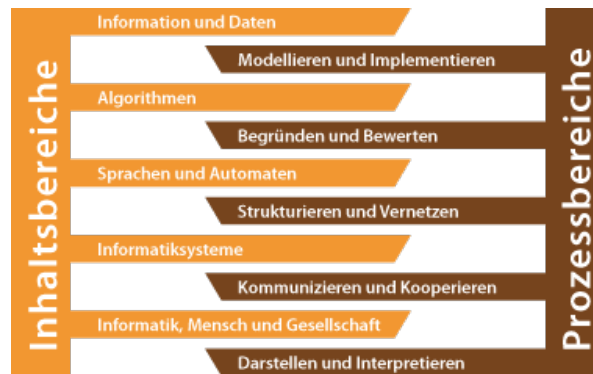 Inhaltsbereiche
Information und Daten
Modellieren und Implementieren
Algorithmen
Begründen und Bewerten
Sprachen und Automaten
Strukturieren und Vernetzen
Informatiksysteme
Kommunizieren und Kooperieren
Informatik, Mensch und Gesellschaft
Darstellen und Interpretieren
Prozessbereiche